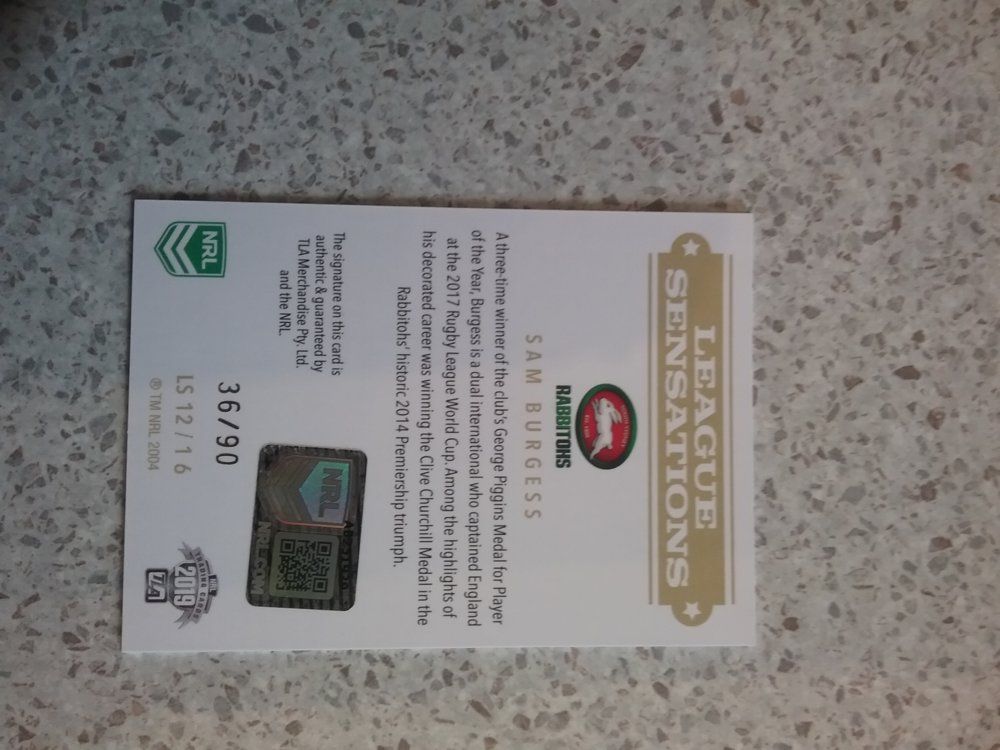 LEAGUE
SENSATIONS
RABBITOHS
SAM BURGESS
A three-time winner of the club's George Piggins Medal for Player
of the Year, Burgess is a dual international who captained England
at the 2017 Rugby League World Cup. Among the highlights of
his decorated career was winning the Clive Churchill Medal in the
Rabbitohs' historic 2014 Premiership triumph.
The signature on this card is
authentic & guaranteed by
TLA Merchandise Pty. Ltd.
and the NRL.
36/90
LS 12 / 16
® TM NRL 2004
NRL
NRL
NRL.COM
NRL
TRADING CARDS
2019
TLA